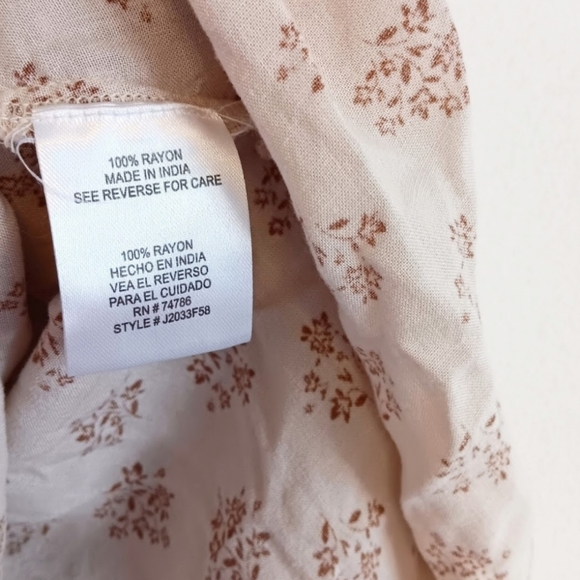 100% RAYON
MADE IN INDIA
SEE REVERSE FOR CARE
100% RAYON
HECHO EN INDIA
VEA EL REVERSO
PARA EL CUIDADO
RN # 74786
STYLE# J2033F58